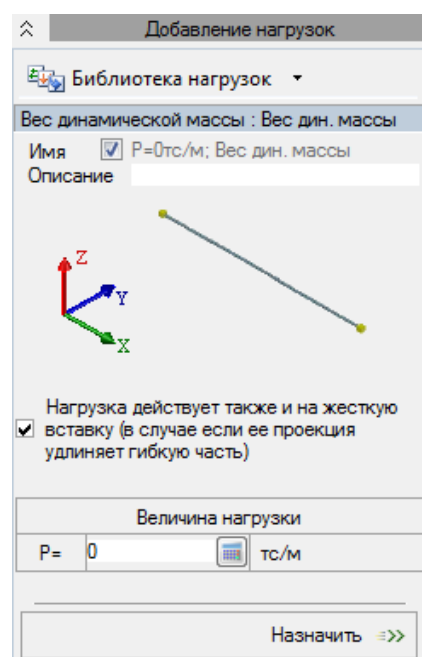 Добавление нагрузок
Библиотека нагрузок
Вес динамической массы : Вес дин. массы
Имя P=0тс/м; Вес дин. массы
Описание
Z
Y
X
Нагрузка действует также и на жесткую
вставку (в случае если ее проекция
удлиняет гибкую часть)
Величина нагрузки
P= 0 тс/м
Назначить